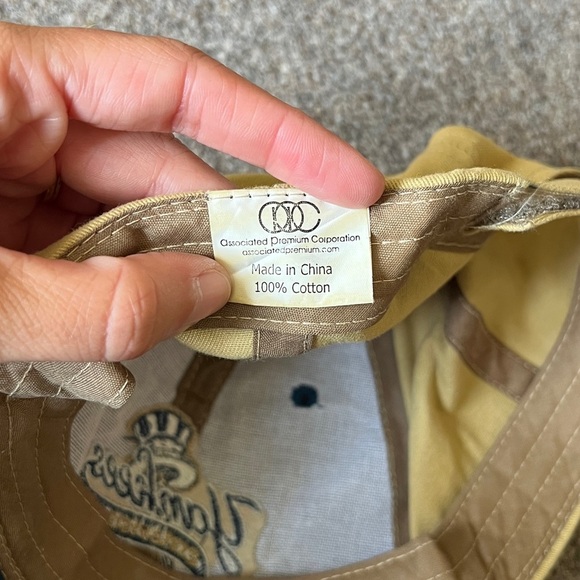 Associated Premium Corporation
associatedpremium.com
Made in China
100% Cotton
Yankees